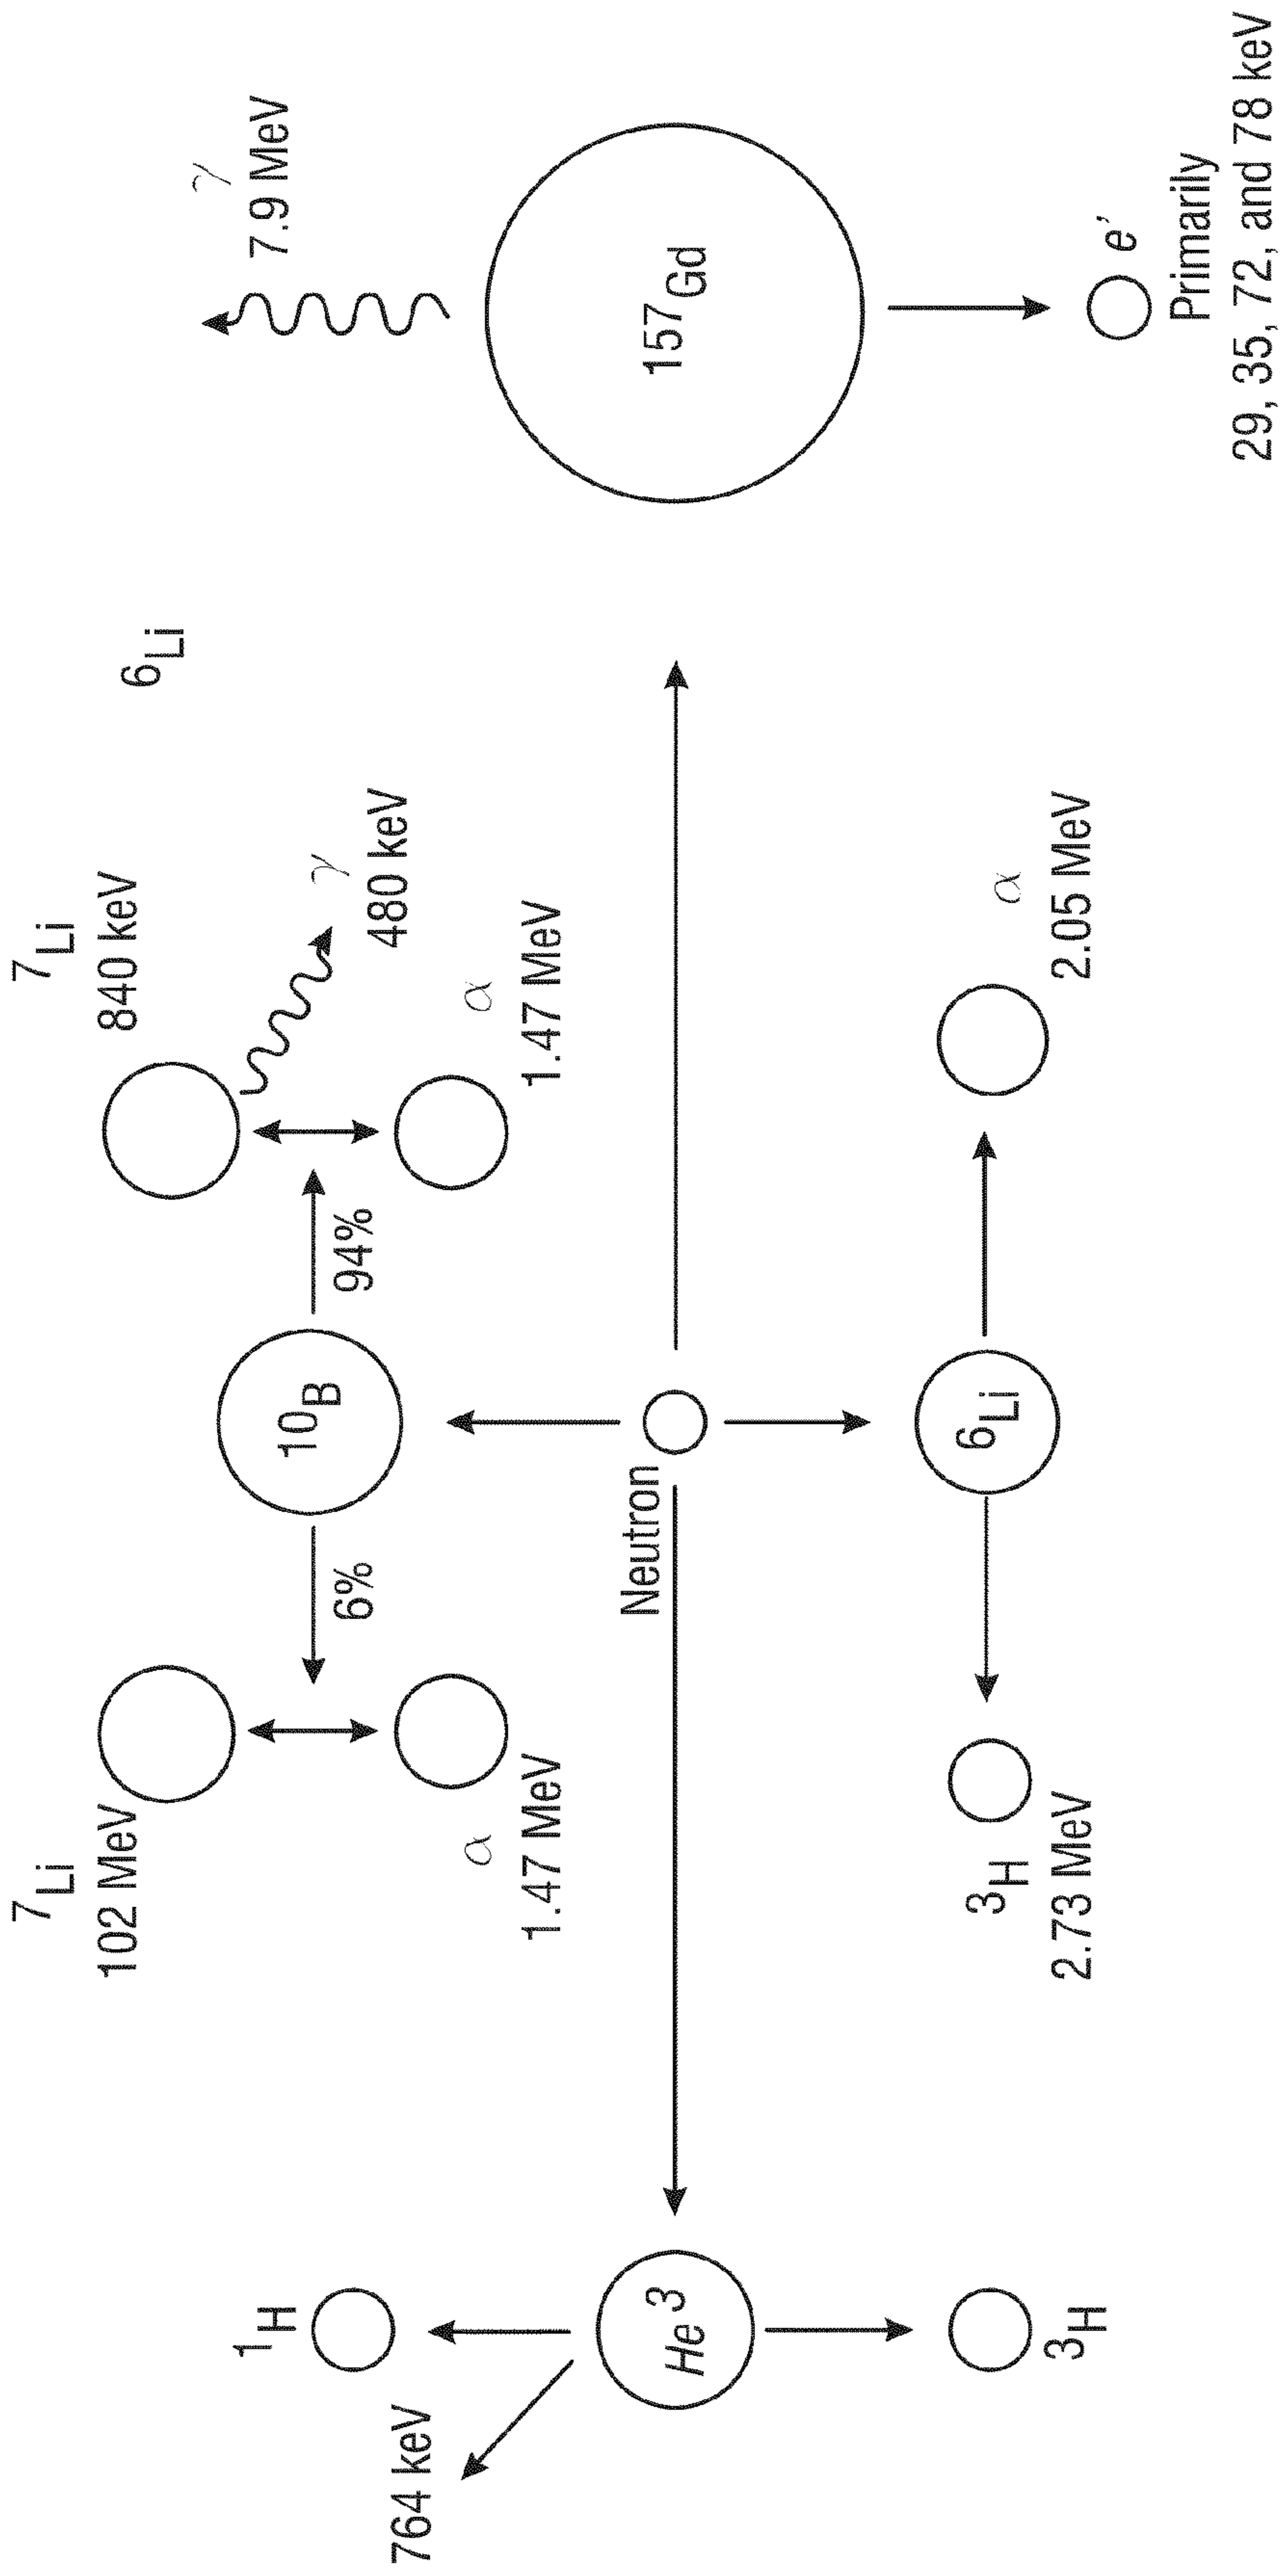 ⁷Li
102 MeV
α
1.47 MeV
6%
¹⁰B
94%
⁷Li
840 keV
γ
480 keV
α
1.47 MeV
⁶Li
γ
7.9 MeV
¹H
764 keV
He³
³H
Neutron
¹⁵⁷Gd
³H
2.73 MeV
⁶Li
α
2.05 MeV
e'
Primarily
29, 35, 72, and 78 keV